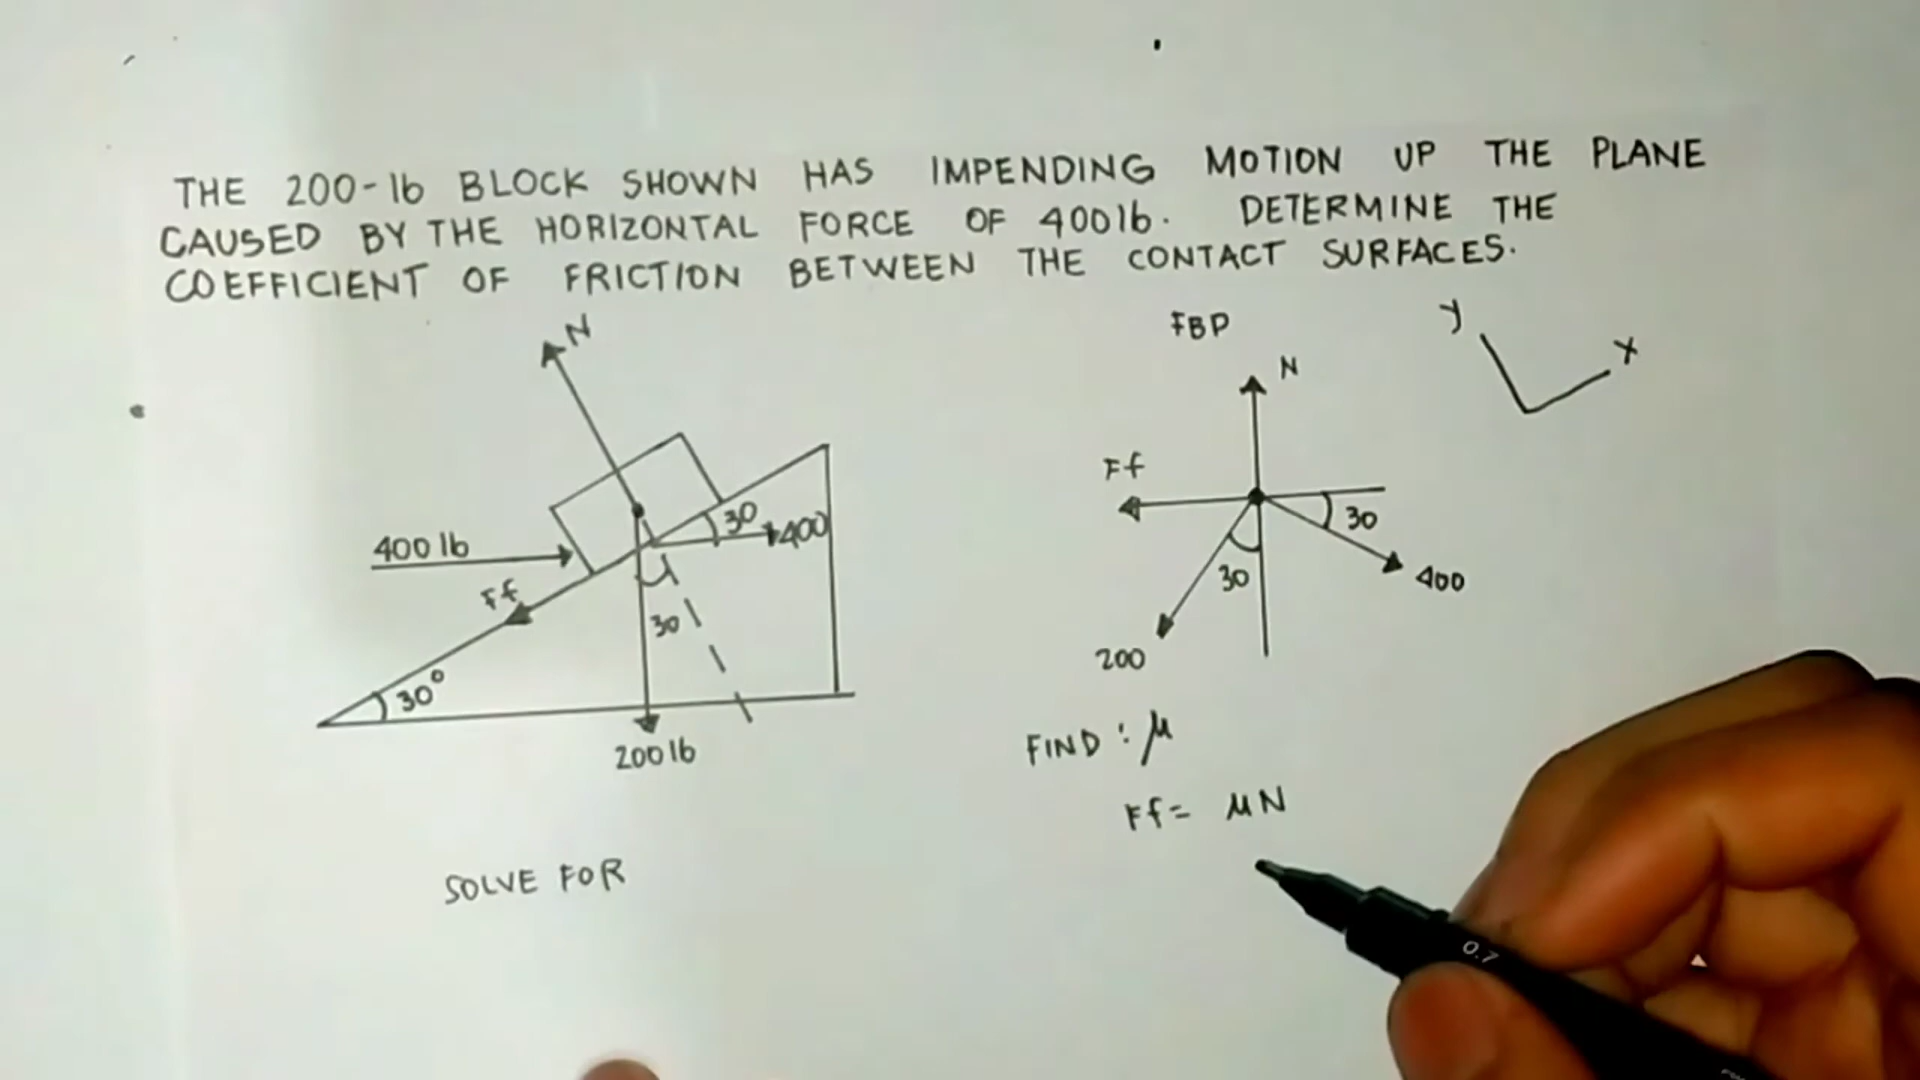 THE 200-lb BLOCK SHOWN HAS IMPENDING MOTION UP THE PLANE
CAUSED BY THE HORIZONTAL FORCE OF 400lb. DETERMINE THE
COEFFICIENT OF FRICTION BETWEEN THE CONTACT SURFACES.
N
400 lb
Ff
30
400
30
30°
200 lb
FBP
y
x
N
Ff
30
400
30
200
FIND : μ
Ff = μN
SOLVE FOR
0.7